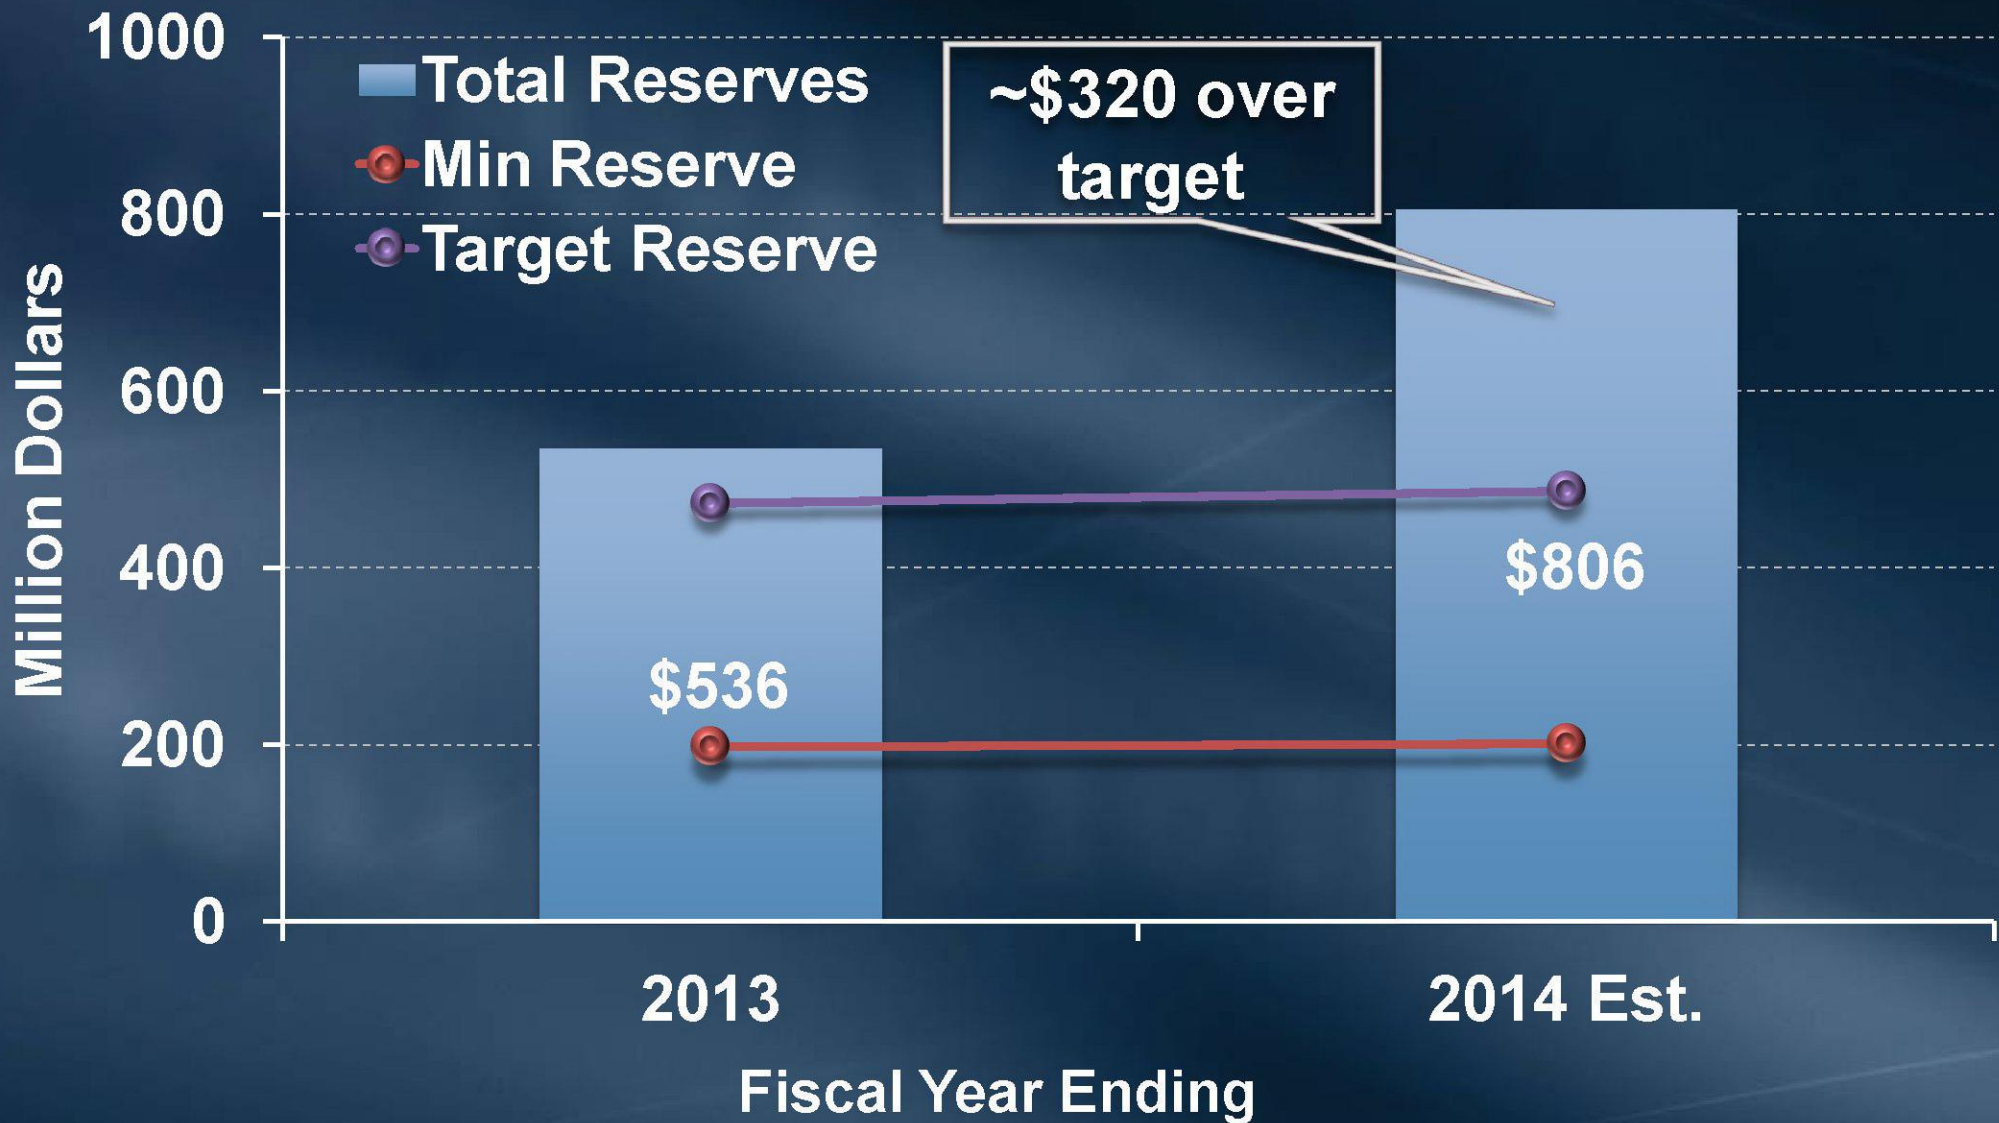 1000
800
600
400
200
0
Million Dollars
Total Reserves
Min Reserve
Target Reserve
~$320 over
target
$536
$806
2013
2014 Est.
Fiscal Year Ending